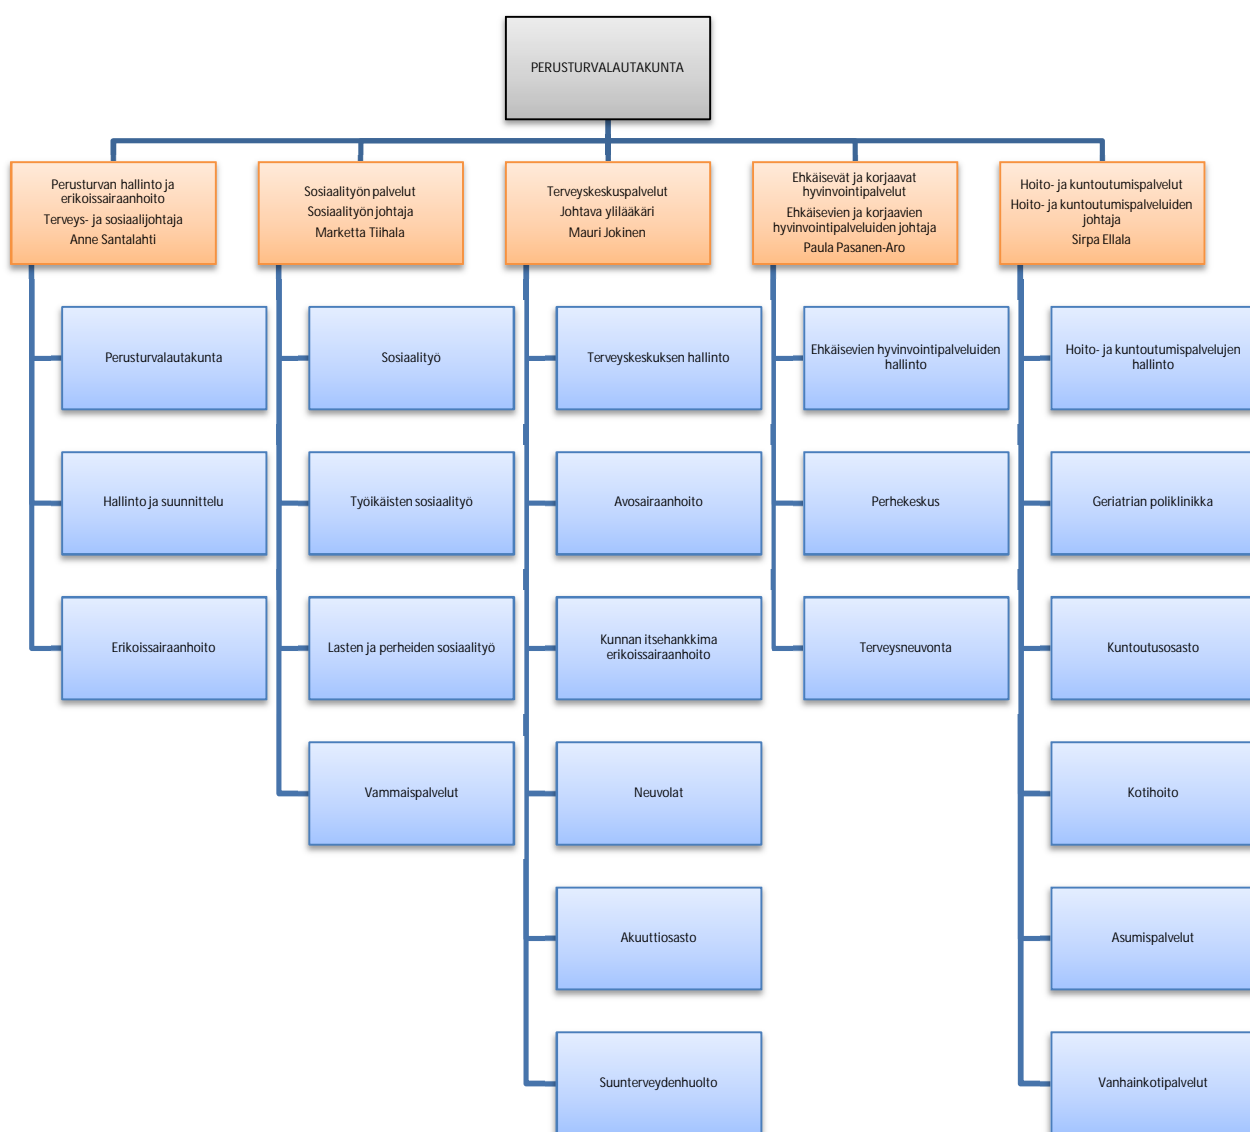 PERUSTURVALAUTAKUNTA
Perusturvan hallinto ja
erikoissairaanhoito
Terveys- ja sosiaalijohtaja
Anne Santalahti
Perusturvalautakunta
Hallinto ja suunnittelu
Erikoissairaanhoito
Sosiaalityön palvelut
Sosiaalityön johtaja
Marketta Tiihala
Sosiaalityö
Työikäisten sosiaalityö
Lasten ja perheiden sosiaalityö
Vammaispalvelut
Terveyskeskuspalvelut
Johtava ylilääkäri
Mauri Jokinen
Terveyskeskuksen hallinto
Avosairaanhoito
Kunnan itsehankkima
erikoissairaanhoito
Neuvolat
Akuuttiosasto
Suunterveydenhuolto
Ehkäisevät ja korjaavat
hyvinvointipalvelut
Ehkäisevien ja korjaavien
hyvinvointipalveluiden johtaja
Paula Pasanen-Aro
Ehkäisevien hyvinvointipalveluiden
hallinto
Perhekeskus
Terveysneuvonta
Hoito- ja kuntoutumispalvelut
Hoito- ja kuntoutumispalveluiden
johtaja
Sirpa Ellala
Hoito- ja kuntoutumispalvelujen
hallinto
Geriatrian poliklinikka
Kuntoutusosasto
Kotihoito
Asumispalvelut
Vanhainkotipalvelut